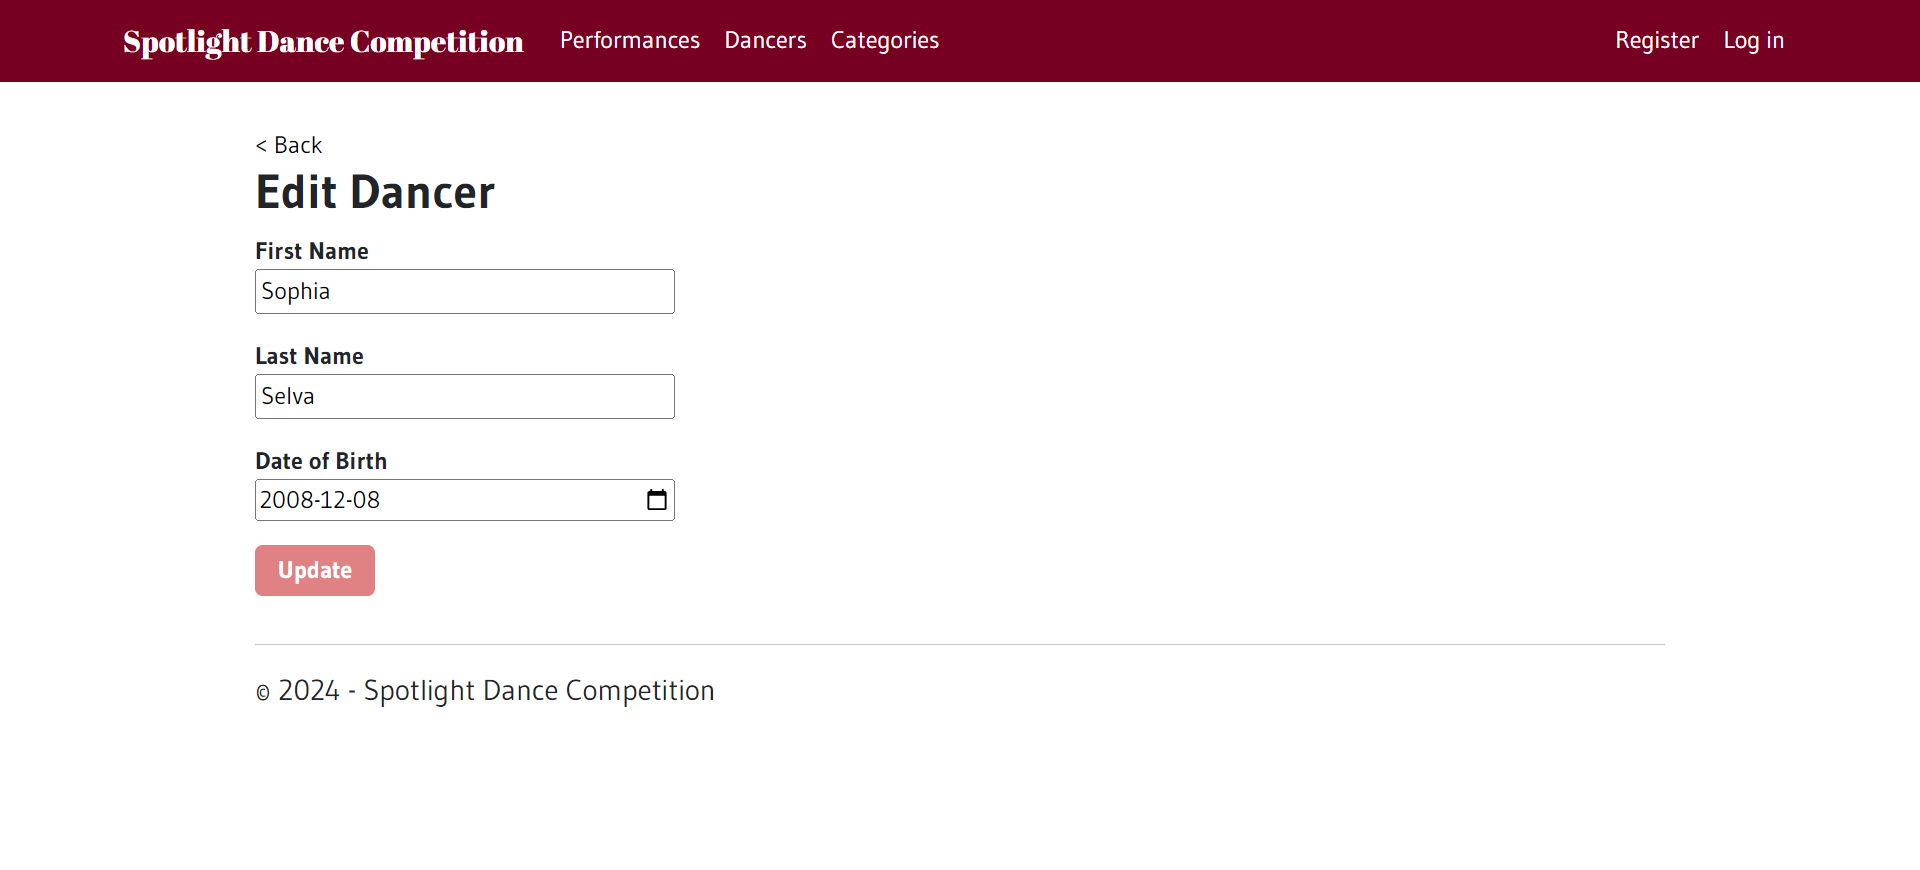 Spotlight Dance Competition Performances Dancers Categories Register Log in
< Back
Edit Dancer
First Name
Sophia
Last Name
Selva
Date of Birth
2008-12-08
Update
© 2024 - Spotlight Dance Competition